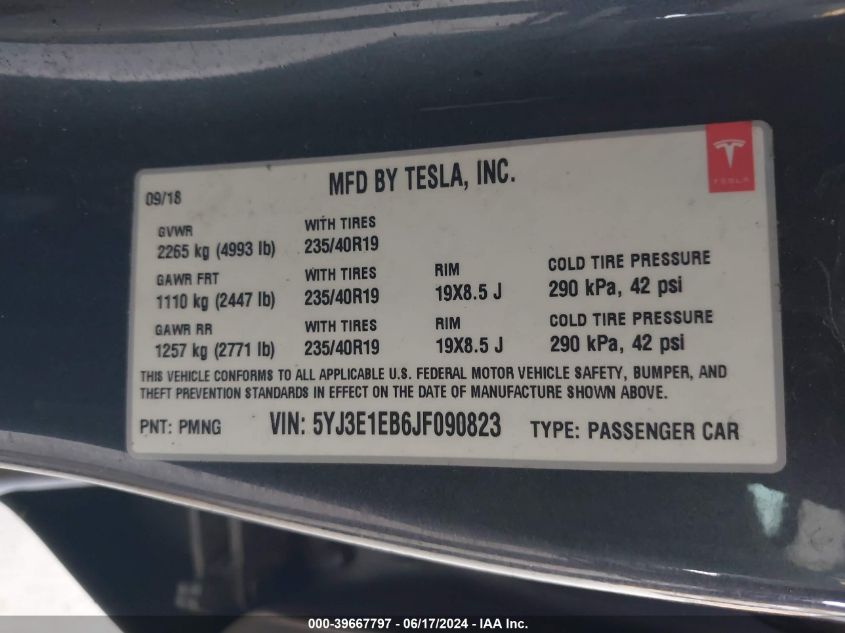 MFD BY TESLA, INC.
TESLA
09/18
GVWR WITH TIRES
2265 kg (4993 lb) 235/40R19
GAWR FRT WITH TIRES RIM COLD TIRE PRESSURE
1110 kg (2447 lb) 235/40R19 19X8.5 J 290 kPa, 42 psi
GAWR RR WITH TIRES RIM COLD TIRE PRESSURE
1257 kg (2771 lb) 235/40R19 19X8.5 J 290 kPa, 42 psi
THIS VEHICLE CONFORMS TO ALL APPLICABLE U.S. FEDERAL MOTOR VEHICLE SAFETY, BUMPER, AND
THEFT PREVENTION STANDARDS IN EFFECT ON THE DATE OF MANUFACTURE SHOWN ABOVE.
PNT: PMNG VIN: 5YJ3E1EB6JF090823 TYPE: PASSENGER CAR
000-39667797 - 06/17/2024 - IAA Inc.